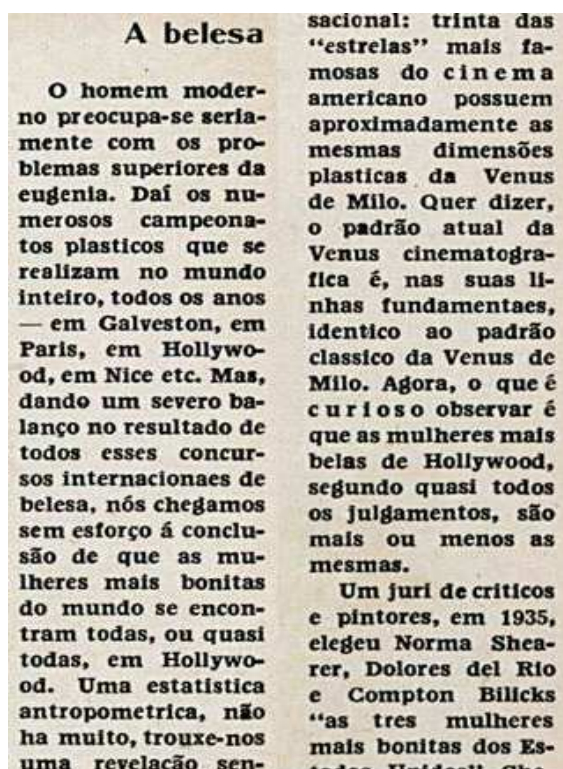 A belesa
O homem moder-
no preocupa-se seria-
mente com os pro-
blemas superiores da
eugenia. Daí os nu-
merosos campeona-
tos plasticos que se
realizam no mundo
inteiro, todos os anos
— em Galveston, em
Paris, em Hollywo-
od, em Nice etc. Mas,
dando um severo ba-
lanço no resultado de
todos esses concur-
sos internacionaes de
belesa, nós chegamos
sem esforço á conclu-
são de que as mu-
lheres mais bonitas
do mundo se encon-
tram todas, ou quasi
todas, em Hollywo-
od. Uma estatistica
antropometrica, não
ha muito, trouxe-nos
uma revelação sen-
sacional: trinta das
“estrelas” mais fa-
mosas do cinema
americano possuem
aproximadamente as
mesmas dimensões
plasticas da Venus
de Milo. Quer dizer,
o padrão atual da
Venus cinematogra-
fica é, nas suas li-
nhas fundamentaes,
identico ao padrão
classico da Venus de
Milo. Agora, o que é
curioso observar é
que as mulheres mais
belas de Hollywood,
segundo quasi todos
os julgamentos, são
mais ou menos as
mesmas.
Um juri de criticos
e pintores, em 1935,
elegeu Norma Shea-
rer, Dolores del Rio
e Compton Bilicks
“as tres mulheres
mais bonitas dos Es-